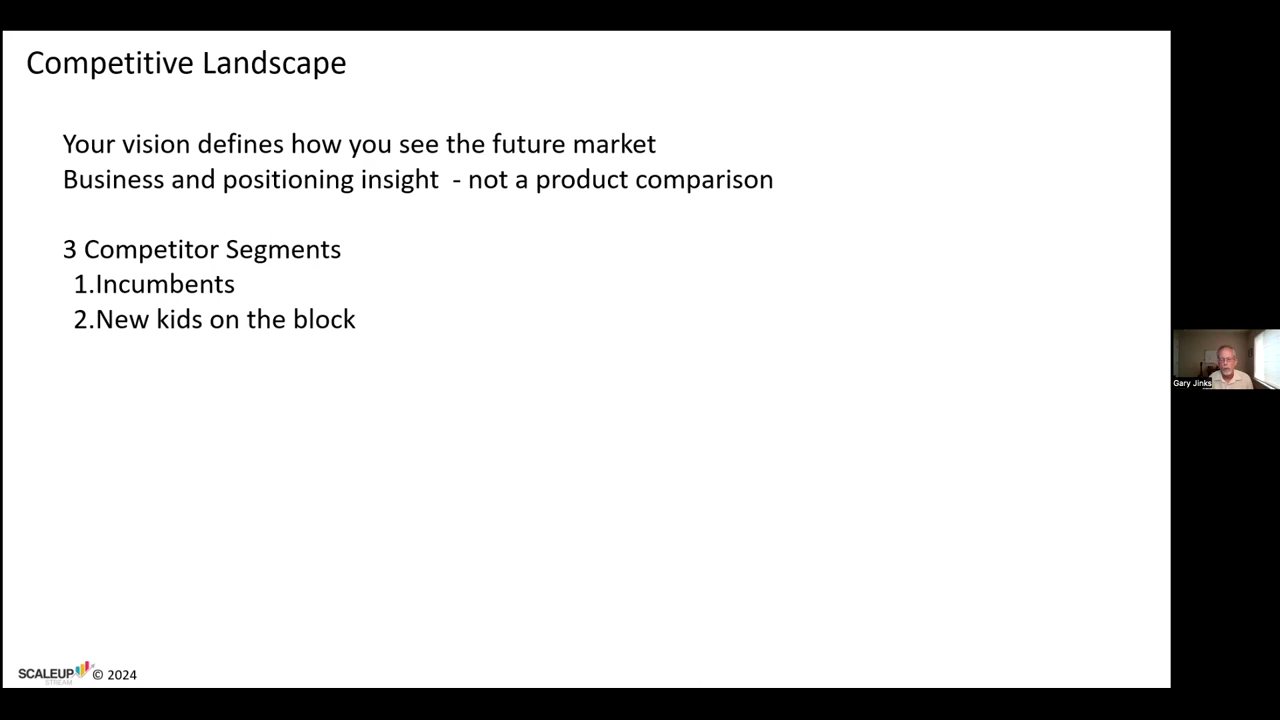 Competitive Landscape
Your vision defines how you see the future market
Business and positioning insight  - not a product comparison
3 Competitor Segments
1.Incumbents
2.New kids on the block
Gary Jinks
SCALEUP
STREAM
© 2024